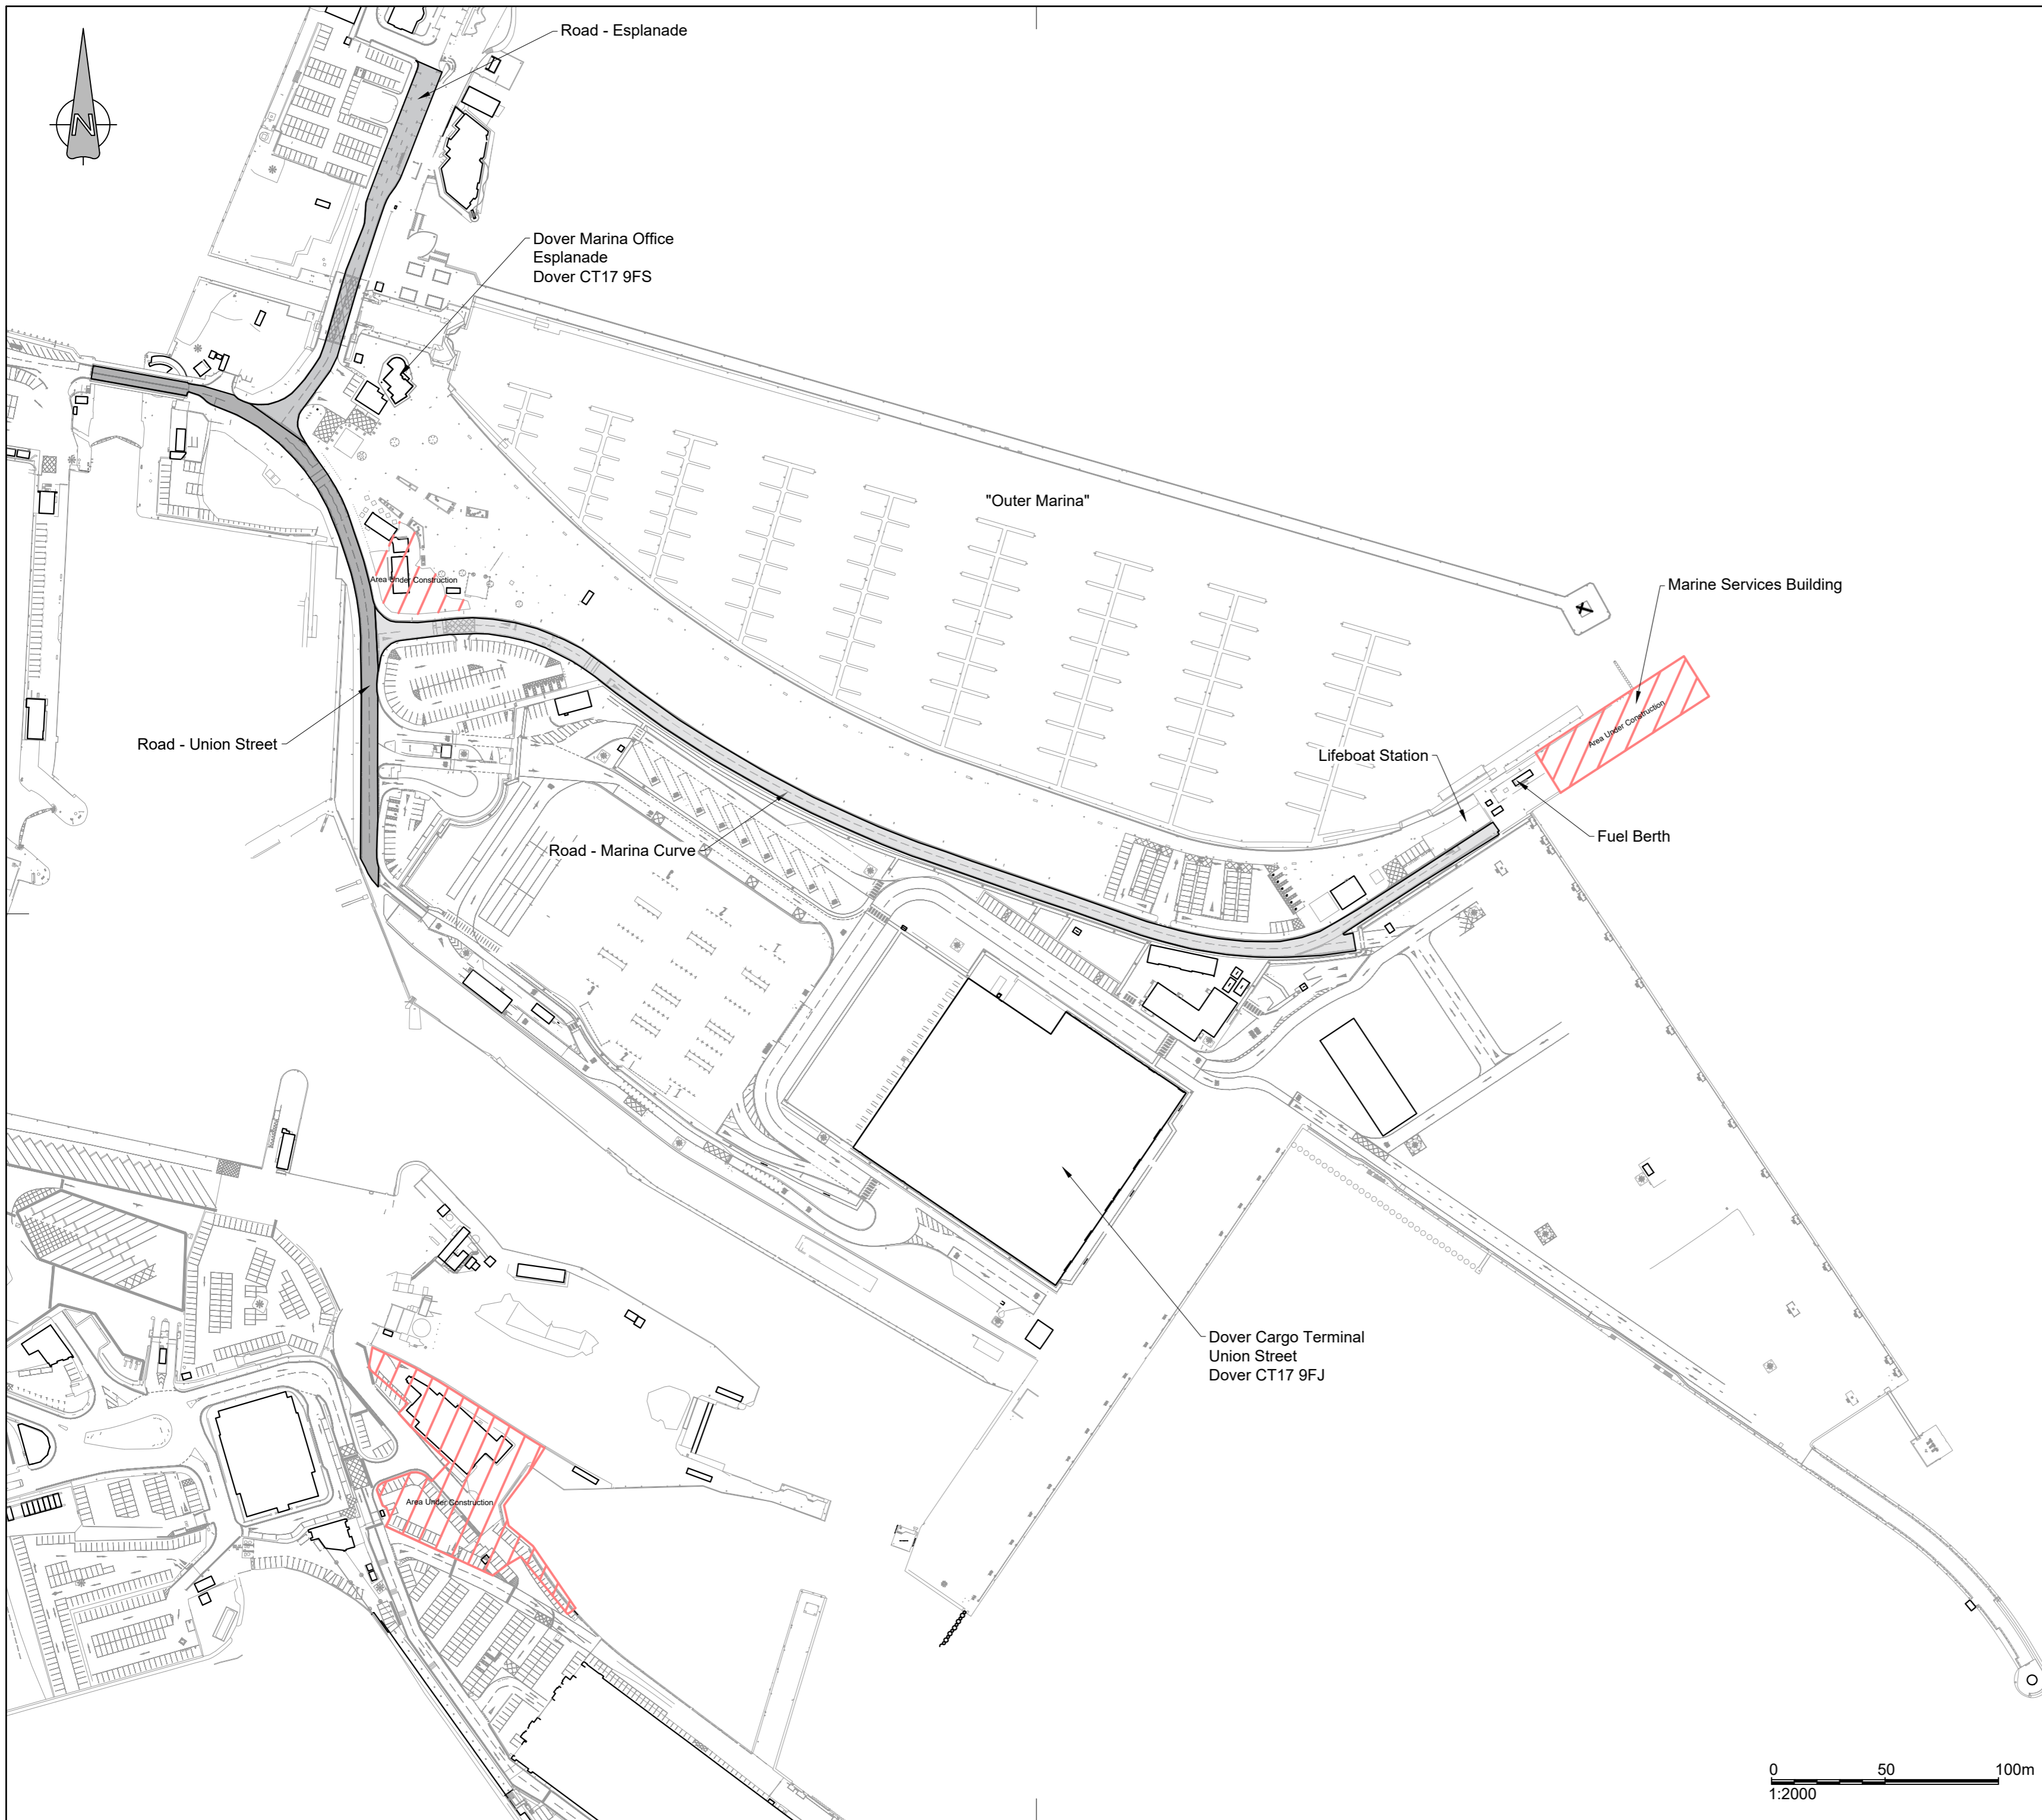 Road - Esplanade
N
Dover Marina Office
Esplanade
Dover CT17 9FS
"Outer Marina"
Area Under Construction
Marine Services Building
Area Under Construction
Road - Union Street
Lifeboat Station
Fuel Berth
Road - Marina Curve
Dover Cargo Terminal
Union Street
Dover CT17 9FJ
Area Under Construction
0 50 100m
1:2000